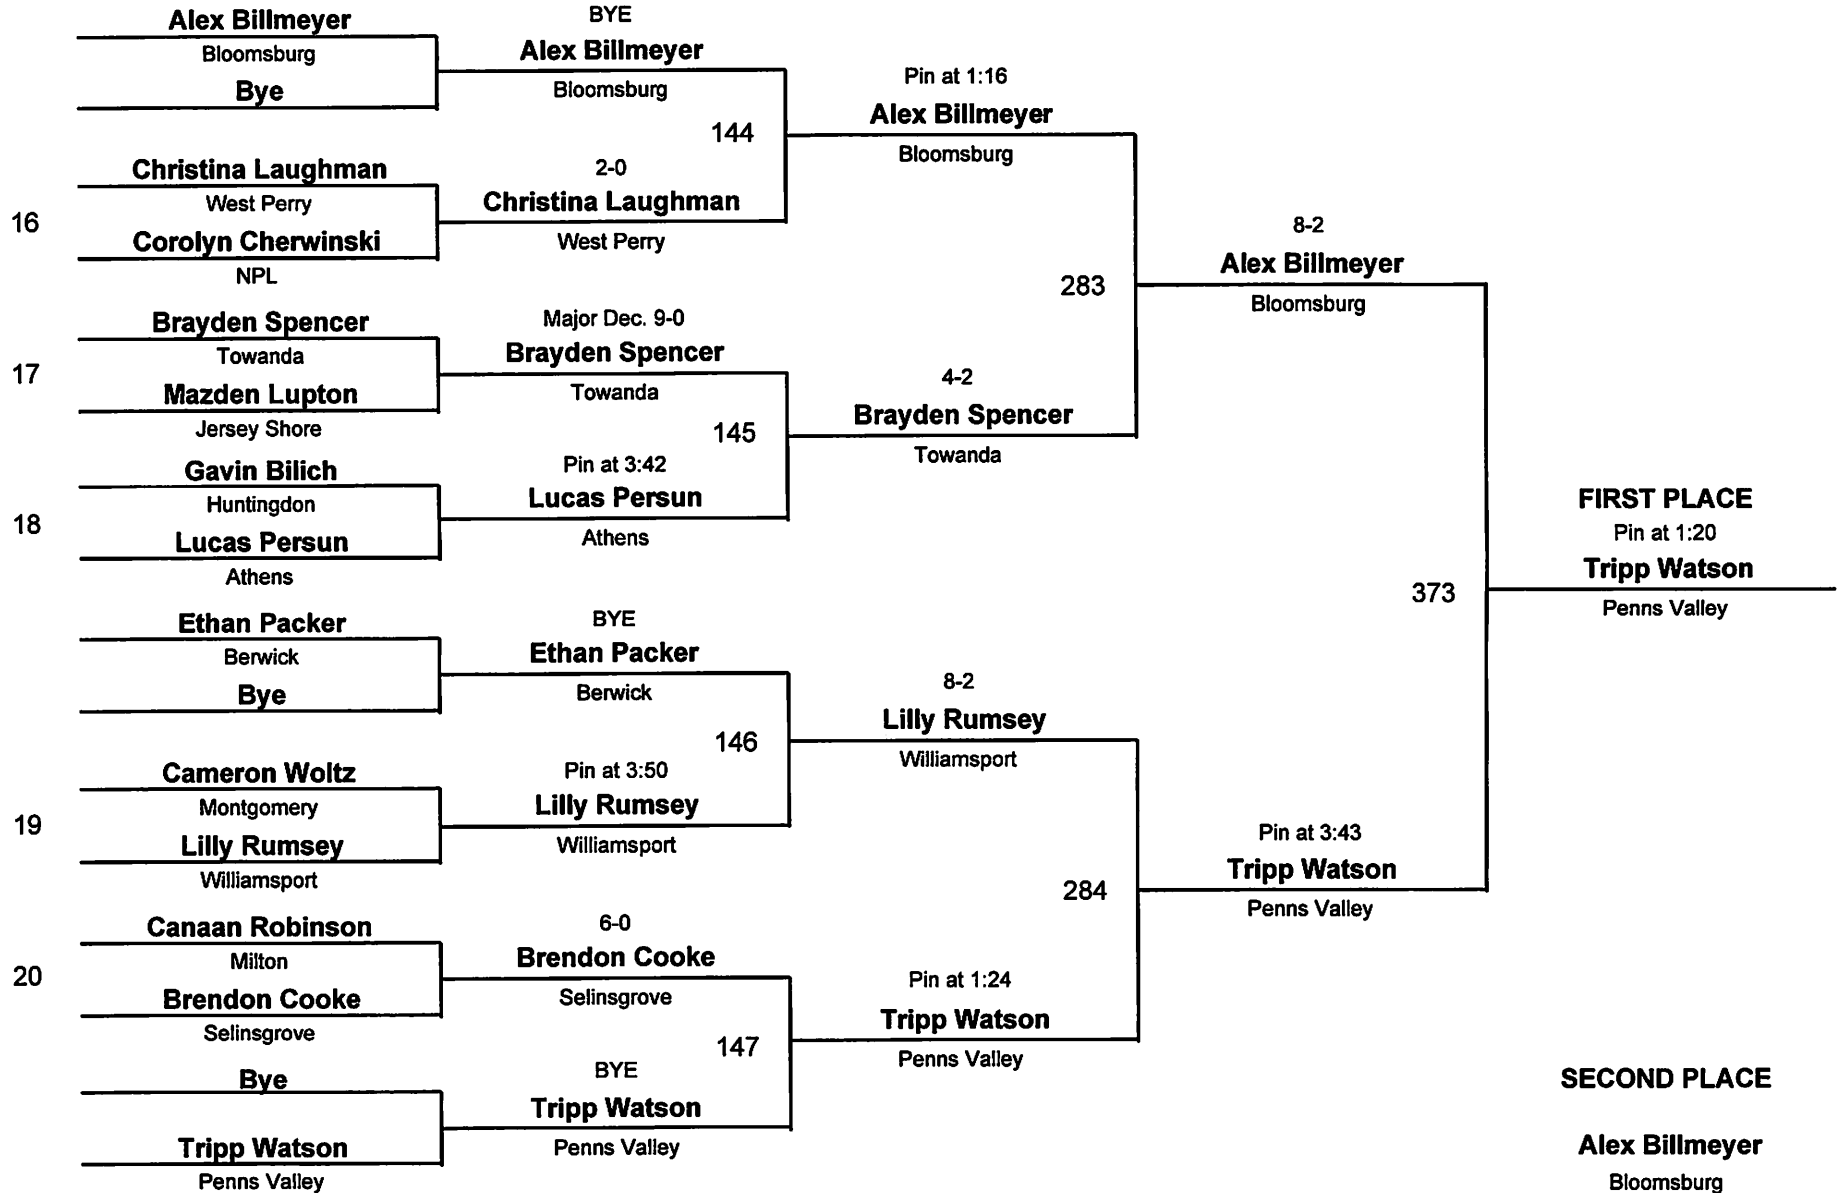 Alex Billmeyer
Bloomsburg
Bye
16
Christina Laughman
West Perry
Corolyn Cherwinski
NPL
17
Brayden Spencer
Towanda
Mazden Lupton
Jersey Shore
18
Gavin Bilich
Huntingdon
Lucas Persun
Athens
Ethan Packer
Berwick
Bye
19
Cameron Woltz
Montgomery
Lilly Rumsey
Williamsport
20
Canaan Robinson
Milton
Brendon Cooke
Selinsgrove
Bye
Tripp Watson
Penns Valley
BYE
Alex Billmeyer
Bloomsburg
144
2-0
Christina Laughman
West Perry
Major Dec. 9-0
Brayden Spencer
Towanda
145
Pin at 3:42
Lucas Persun
Athens
BYE
Ethan Packer
Berwick
146
Pin at 3:50
Lilly Rumsey
Williamsport
6-0
Brendon Cooke
Selinsgrove
147
BYE
Tripp Watson
Penns Valley
Pin at 1:16
Alex Billmeyer
Bloomsburg
283
4-2
Brayden Spencer
Towanda
8-2
Lilly Rumsey
Williamsport
284
Pin at 1:24
Tripp Watson
Penns Valley
8-2
Alex Billmeyer
Bloomsburg
373
Pin at 3:43
Tripp Watson
Penns Valley
FIRST PLACE
Pin at 1:20
Tripp Watson
Penns Valley
SECOND PLACE
Alex Billmeyer
Bloomsburg